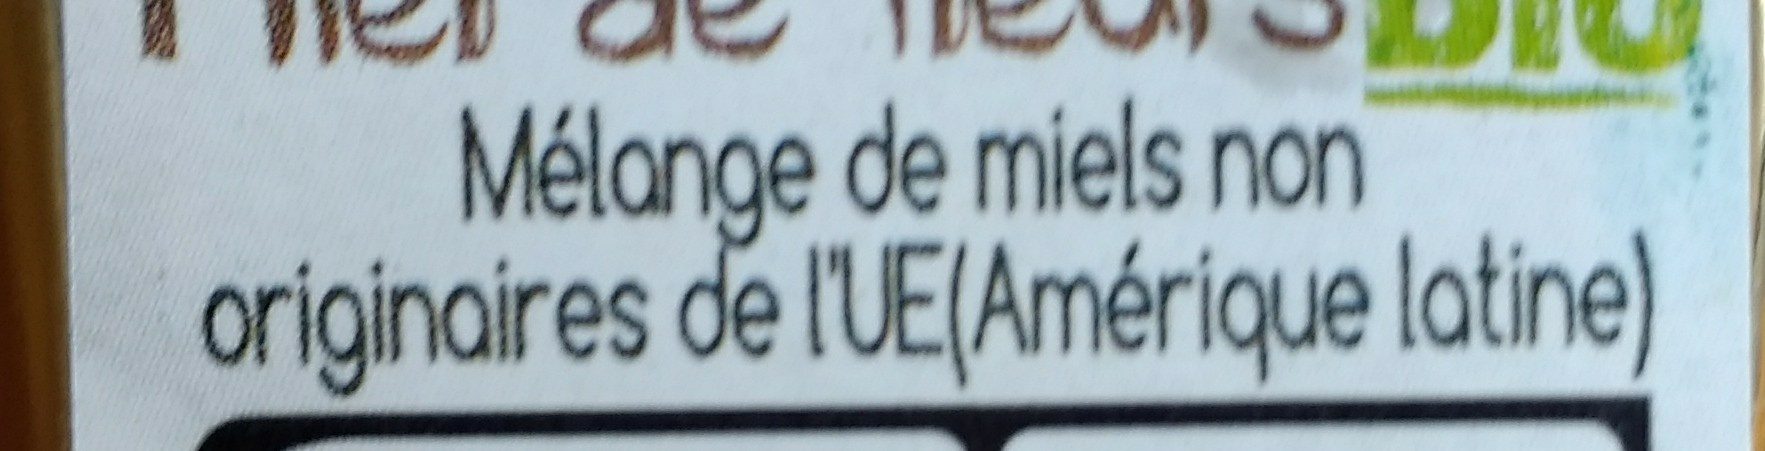 Miel de fleurs BIO
Mélange de miels non
originaires de l'UE(Amérique latine)